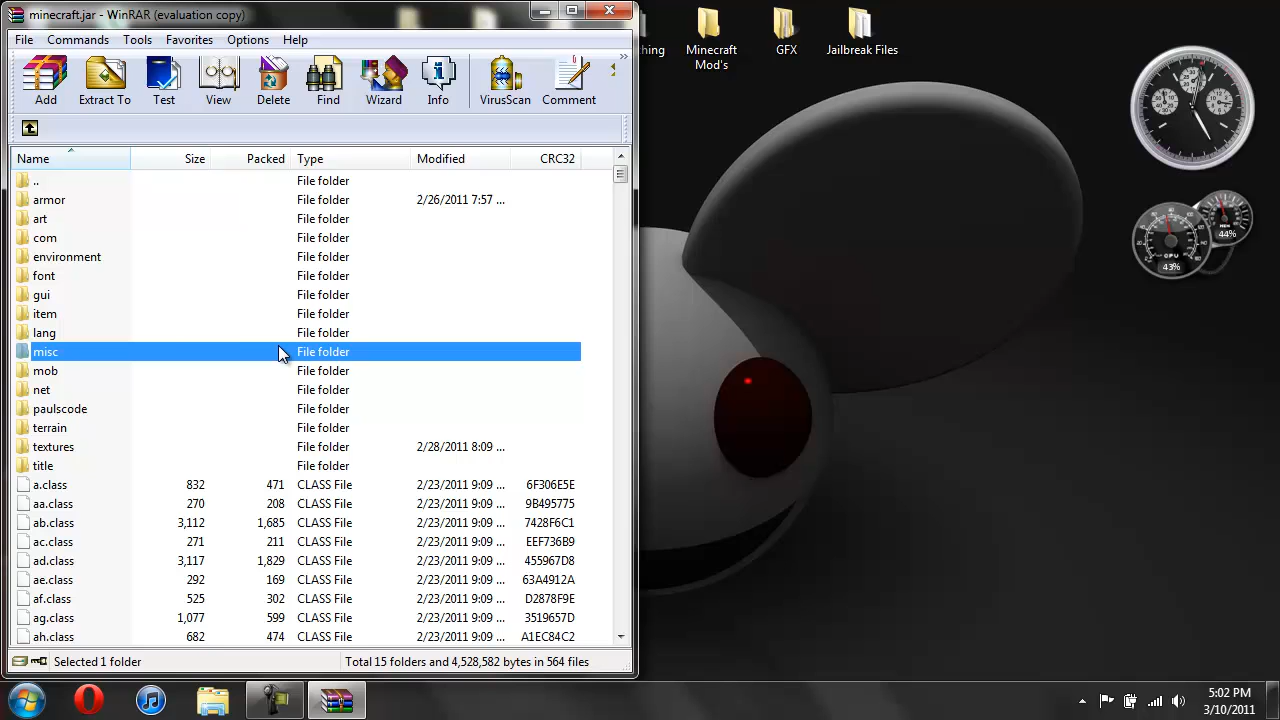 minecraft.jar - WinRAR (evaluation copy)
File Commands Tools Favorites Options Help
Add Extract To Test View Delete Find Wizard Info VirusScan Comment
Name Size Packed Type Modified CRC32
.. File folder
armor File folder 2/26/2011 7:57 ...
art File folder
com File folder
environment File folder
font File folder
gui File folder
item File folder
lang File folder
misc File folder
mob File folder
net File folder
paulscode File folder
terrain File folder
textures File folder 2/28/2011 8:09 ...
title File folder
a.class 832 471 CLASS File 2/23/2011 9:09 ... 6F306E5E
aa.class 270 208 CLASS File 2/23/2011 9:09 ... 9B495775
ab.class 3,112 1,685 CLASS File 2/23/2011 9:09 ... 7428F6C1
ac.class 271 211 CLASS File 2/23/2011 9:09 ... EEF736B9
ad.class 3,117 1,829 CLASS File 2/23/2011 9:09 ... 455967D8
ae.class 292 169 CLASS File 2/23/2011 9:09 ... 63A4912A
af.class 525 302 CLASS File 2/23/2011 9:09 ... D2878F9E
ag.class 1,077 599 CLASS File 2/23/2011 9:09 ... 3519657D
ah.class 682 474 CLASS File 2/23/2011 9:09 ... A1EC84C2
Selected 1 folder Total 15 folders and 4,528,582 bytes in 564 files
ching
Minecraft
Mod's
GFX
Jailbreak Files
MEM
44%
CPU
43%
5:02 PM
3/10/2011